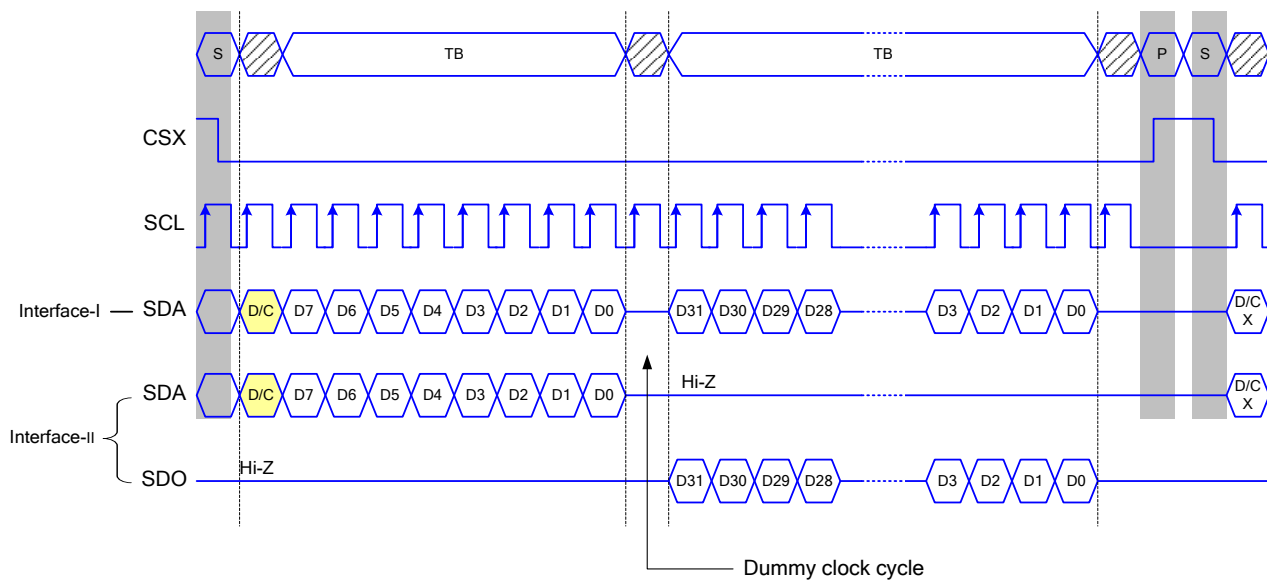 S TB TB P S
CSX
SCL
Interface-I SDA D/C D7 D6 D5 D4 D3 D2 D1 D0 D31 D30 D29 D28 D3 D2 D1 D0 D/C X
SDA D/C D7 D6 D5 D4 D3 D2 D1 D0 Hi-Z D/C X
Interface-II
SDO Hi-Z D31 D30 D29 D28 D3 D2 D1 D0
Dummy clock cycle